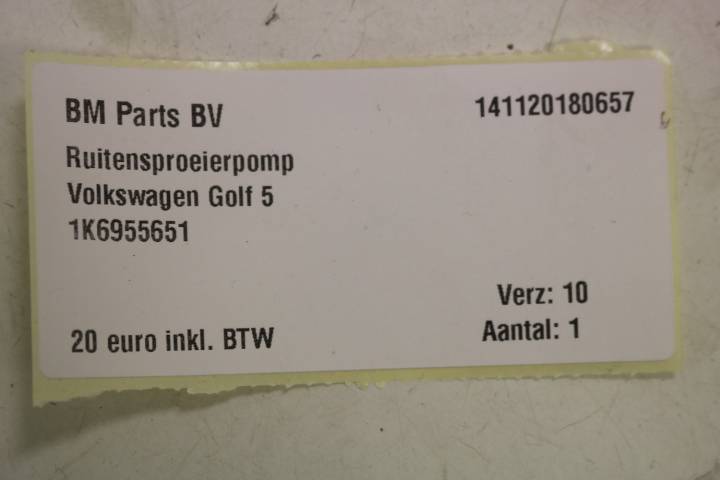 BM Parts BV
141120180657
Ruitensproeierpomp
Volkswagen Golf 5
1K6955651
Verz: 10
20 euro inkl. BTW
Aantal: 1